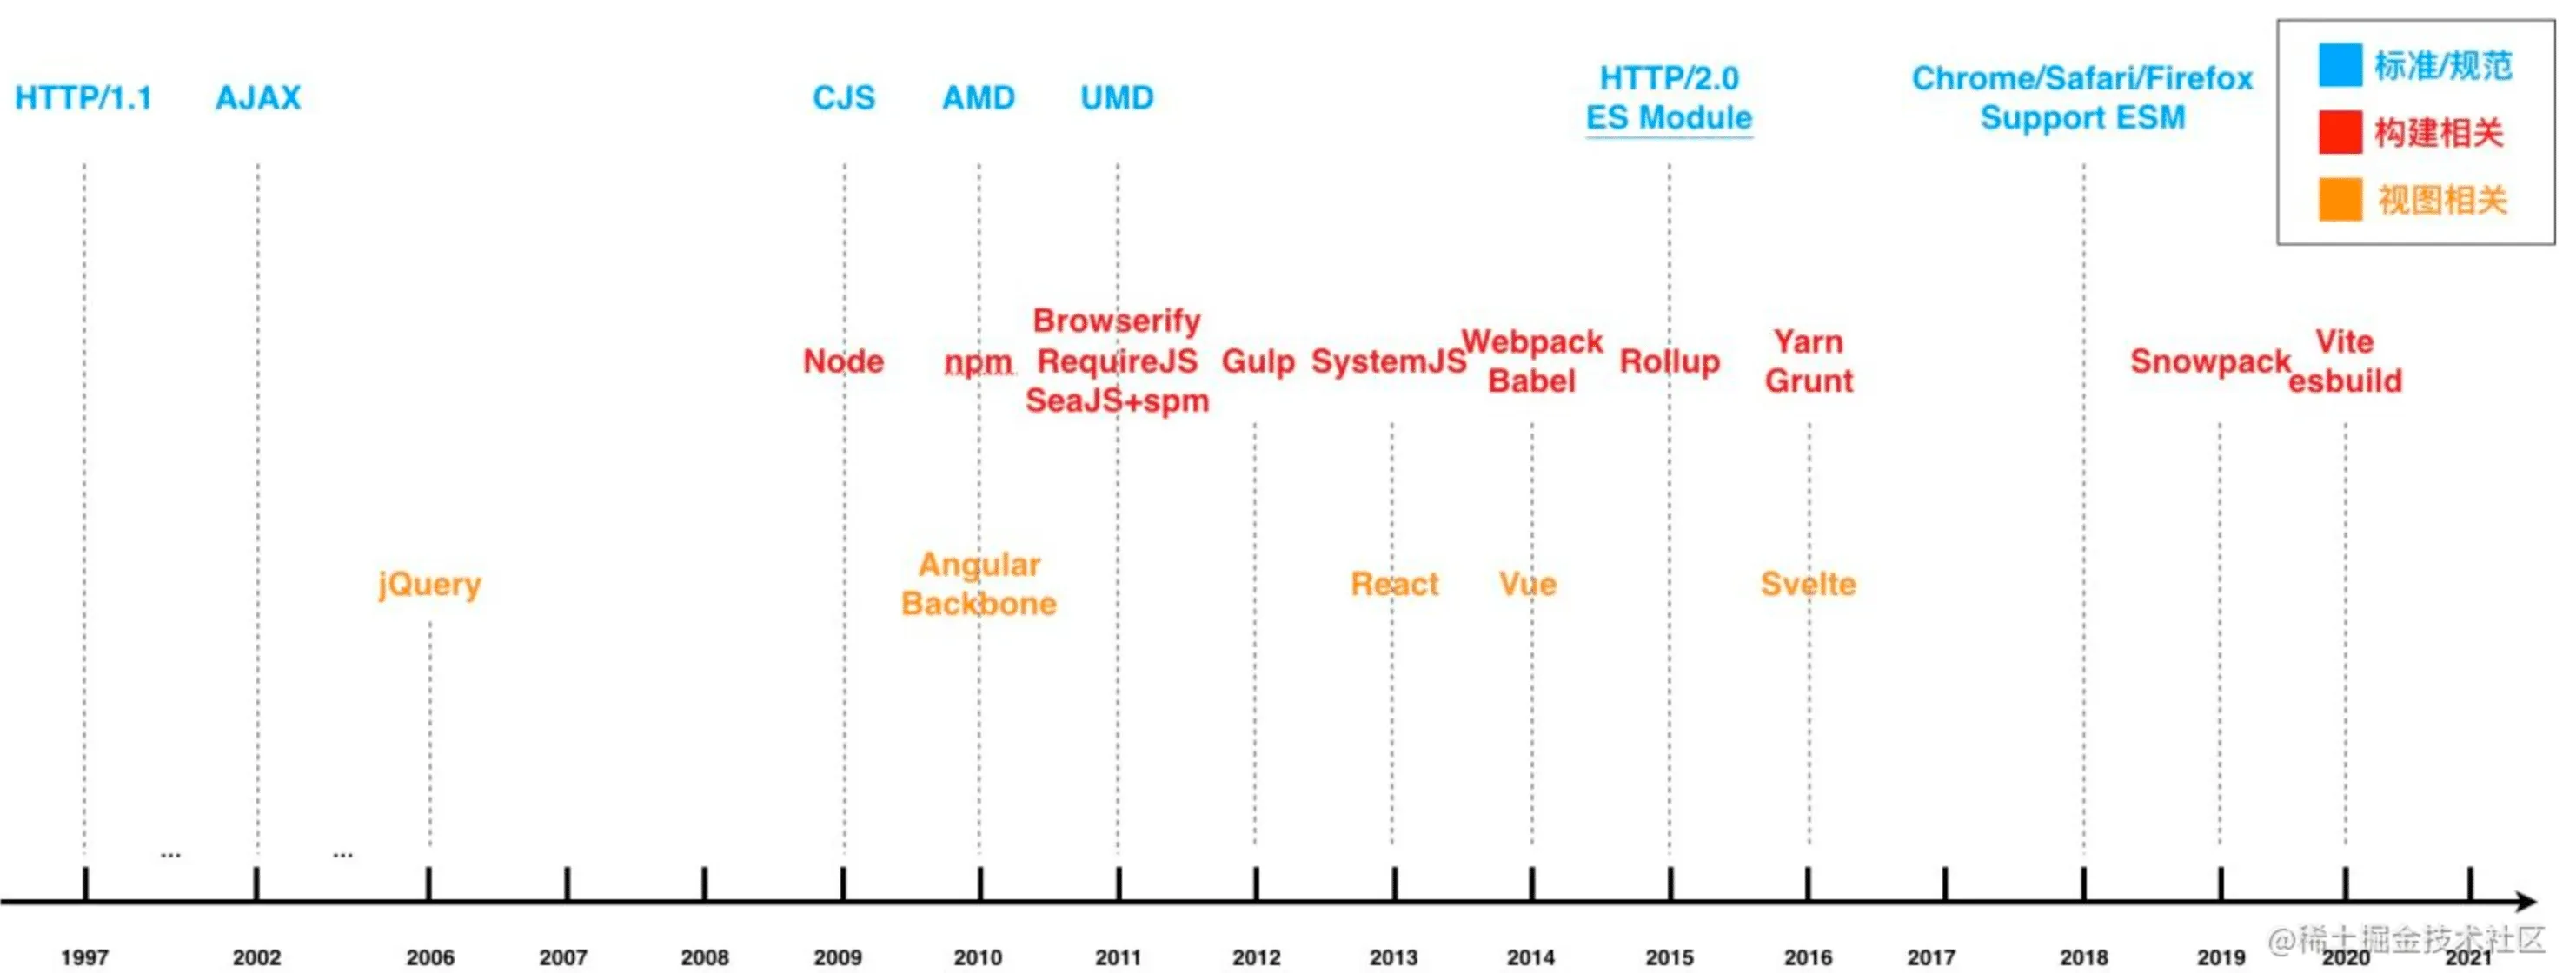 HTTP/1.1
AJAX
CJS
AMD
UMD
HTTP/2.0
ES Module
Chrome/Safari/Firefox
Support ESM
标准/规范
构建相关
视图相关
Node
npm
Browserify
RequireJS
SeaJS+spm
Gulp
SystemJS
Webpack
Babel
Rollup
Yarn
Grunt
Snowpack
Vite
esbuild
jQuery
Angular
Backbone
React
Vue
Svelte
...
...
1997
2002
2006
2007
2008
2009
2010
2011
2012
2013
2014
2015
2016
2017
2018
2019
2020
2021
@稀土掘金技术社区